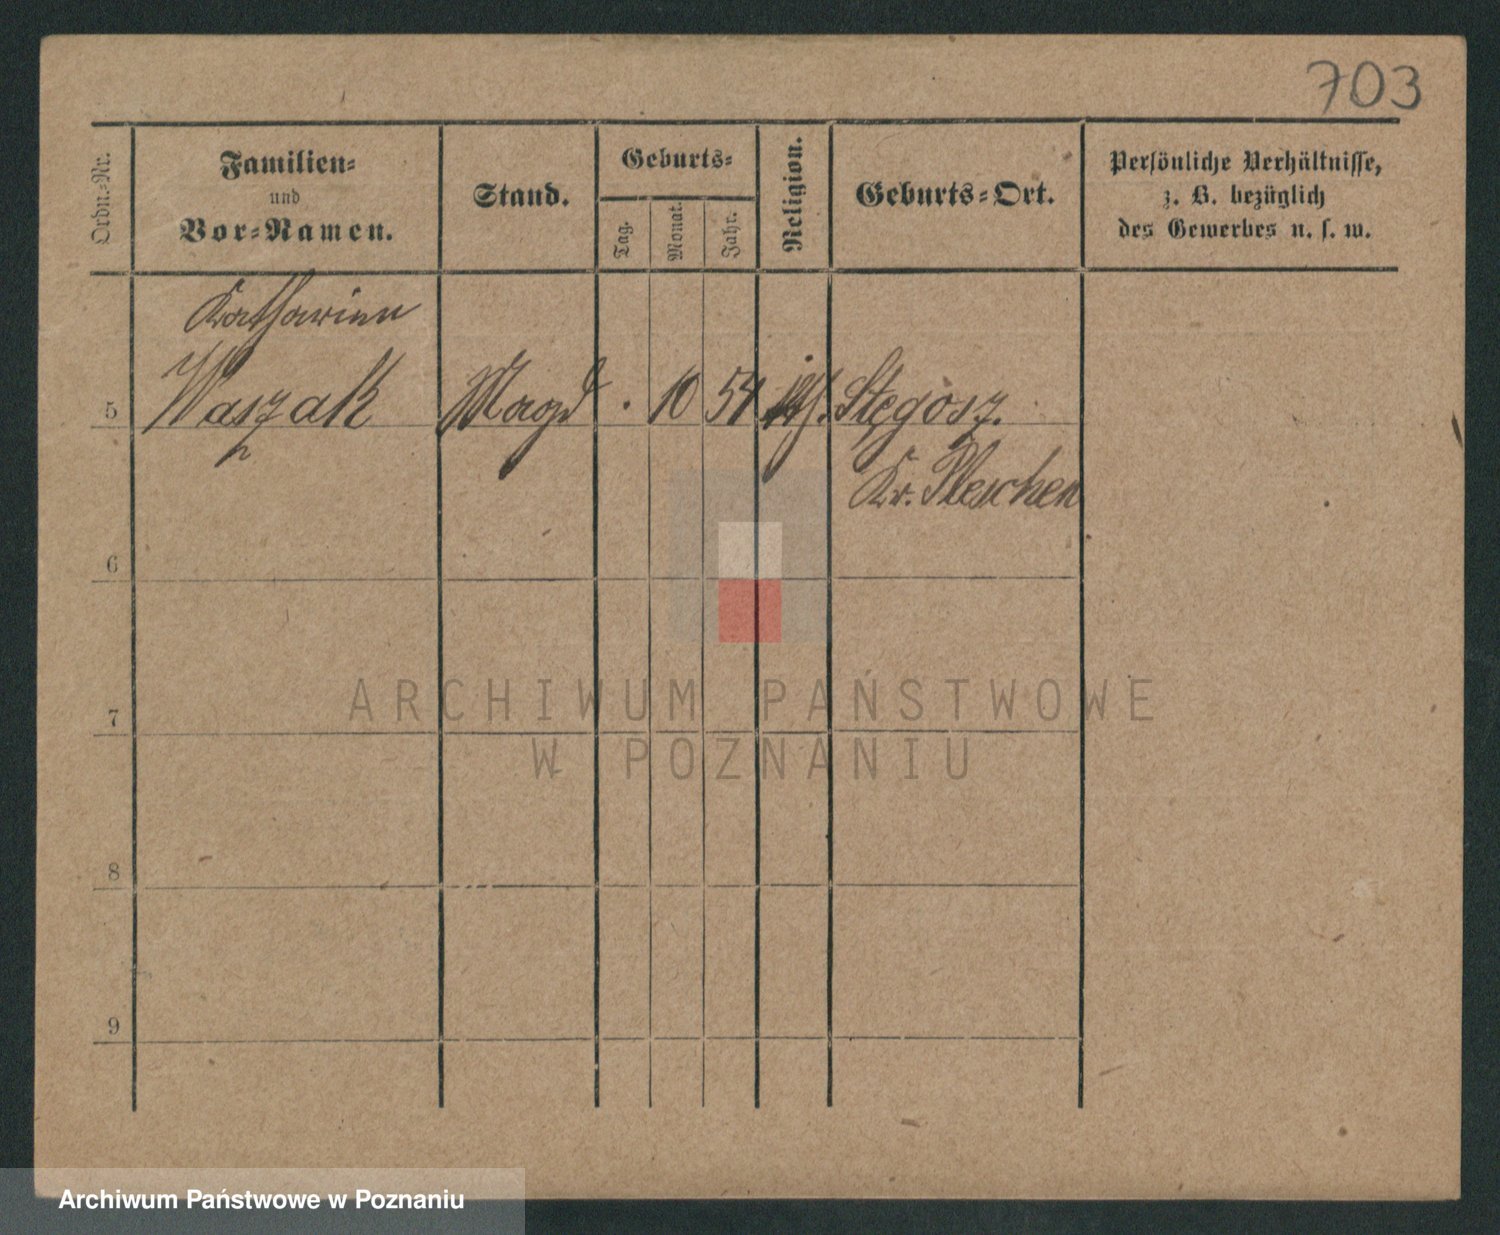 703
Ordn.-Nr.
Familien-
und
Vor-Namen.
Stand.
Geburts-
Tag.
Monat.
Jahr.
Religion.
Geburts-Ort.
Persönliche Verhältnisse,
z. B. bezüglich
des Gewerbes u. s. w.
Katharina
5 Waszak Magd . 10 54 Stęgosz.
Kr. Pleschen
6
7
8
9
ARCHIWUM PAŃSTWOWE
W POZNANIU
Archiwum Państwowe w Poznaniu